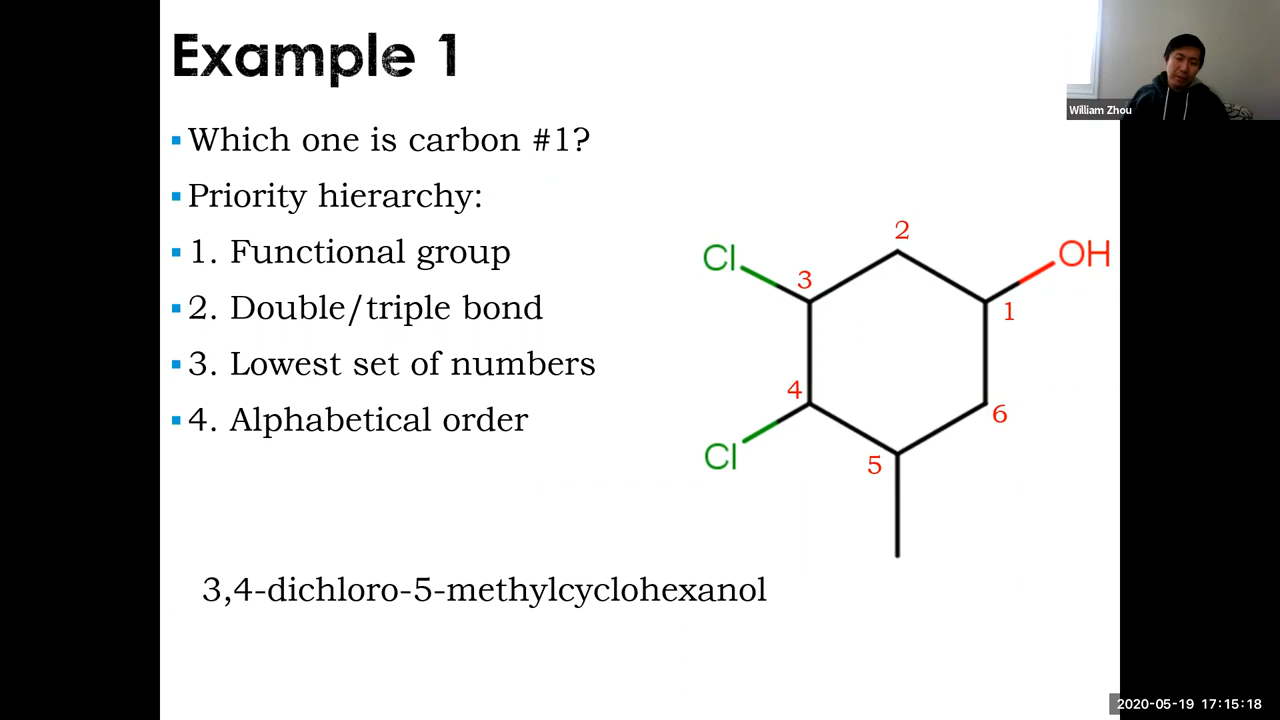 Example 1
▪ Which one is carbon #1?
▪ Priority hierarchy:
▪ 1. Functional group
▪ 2. Double/triple bond
▪ 3. Lowest set of numbers
▪ 4. Alphabetical order
William Zhou
2
Cl
OH
3
1
4
6
Cl
5
3,4-dichloro-5-methylcyclohexanol
2020-05-19 17:15:18